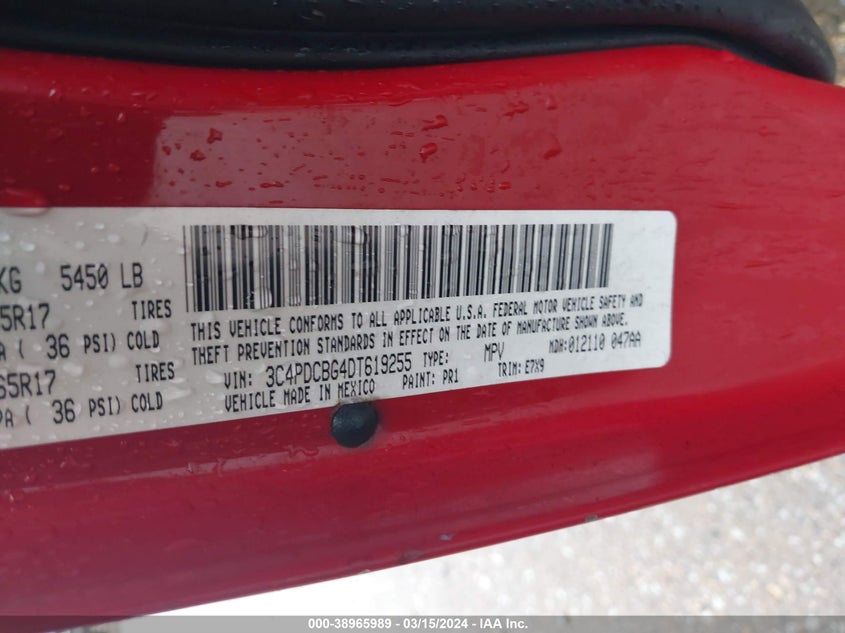 KG 5450 LB
5R17 TIRES
A ( 36 PSI) COLD
65R17 TIRES
PA ( 36 PSI) COLD
THIS VEHICLE CONFORMS TO ALL APPLICABLE U.S.A. FEDERAL MOTOR VEHICLE SAFETY AND
THEFT PREVENTION STANDARDS IN EFFECT ON THE DATE OF MANUFACTURE SHOWN ABOVE.
VIN: 3C4PDCBG4DT619255 TYPE: MPV MDH:012110 047AA
VEHICLE MADE IN MEXICO PAINT: PR1 TRIM: E7X9
000-38965989 - 03/15/2024 - IAA Inc.